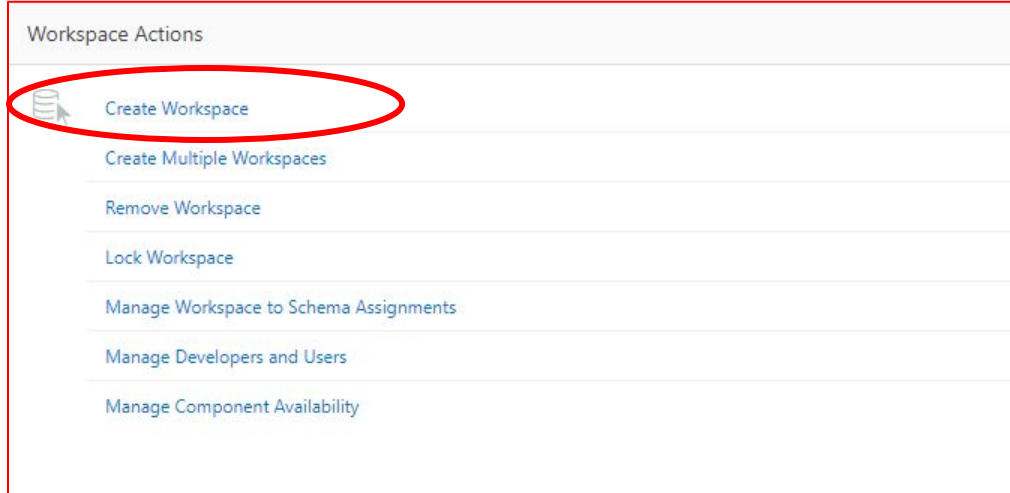 Workspace Actions
Create Workspace
Create Multiple Workspaces
Remove Workspace
Lock Workspace
Manage Workspace to Schema Assignments
Manage Developers and Users
Manage Component Availability